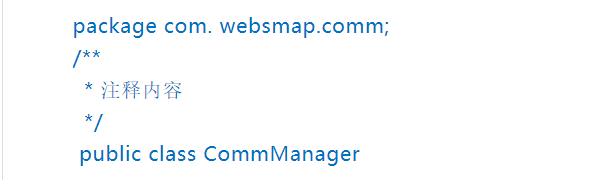 package com. websmap.comm;
/**
* 注释内容
*/
public class CommManager